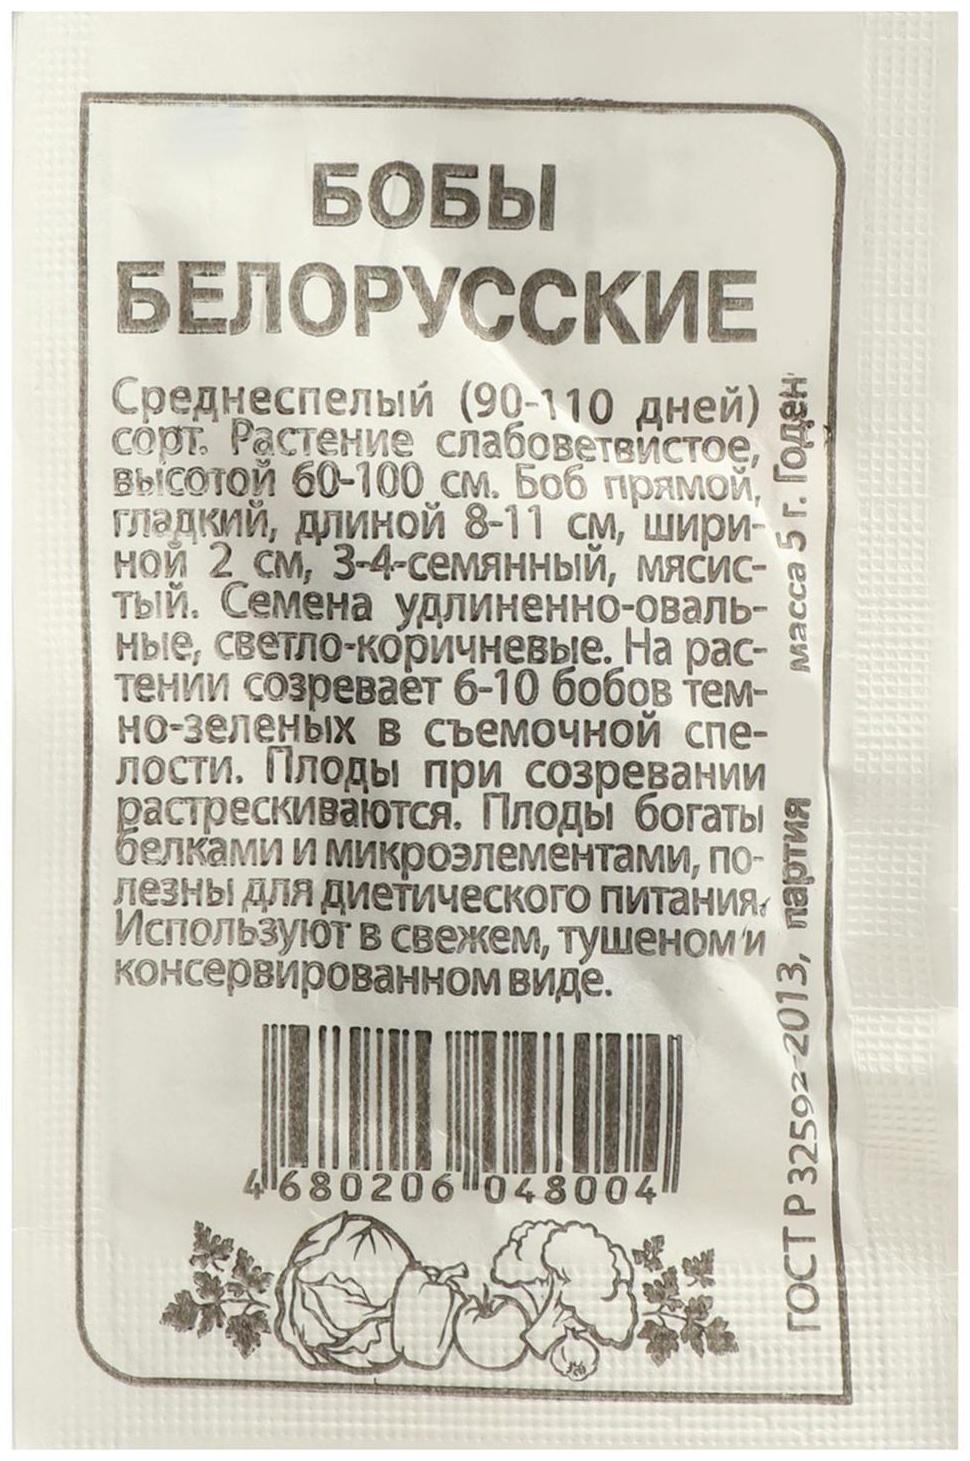 БОБЫ
БЕЛОРУССКИЕ
Среднеспелый (90-110 дней)
сорт. Растение слабоветвистое,
высотой 60-100 см. Боб прямой,
гладкий, длиной 8-11 см, шири-
ной 2 см, 3-4-семянный, мясис-
тый. Семена удлиненно-оваль-
ные, светло-коричневые. На рас-
тении созревает 6-10 бобов тем-
но-зеленых в съемочной спе-
лости. Плоды при созревании
растрескиваются. Плоды богаты
белками и микроэлементами, по-
лезны для диетического питания.
Используют в свежем, тушеном и
консервированном виде.
4 680206 048004
ГОСТ Р 32592-2013, партия масса 5 г. Годен